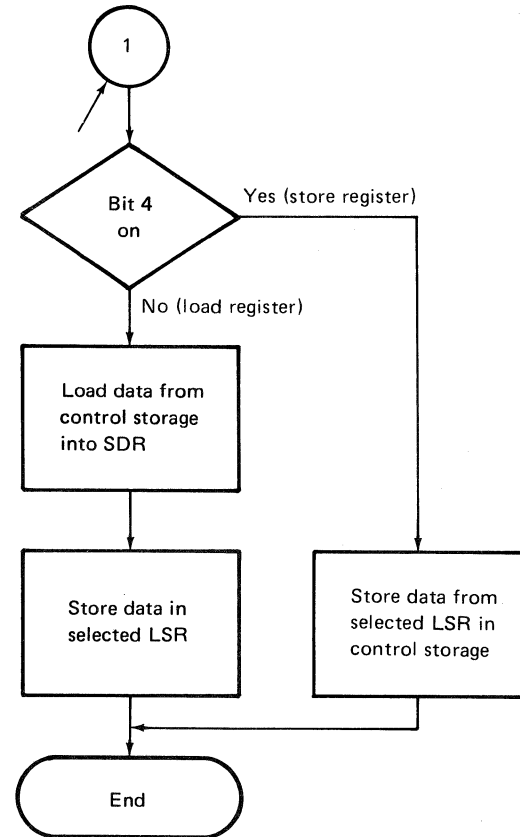 1
Bit 4
on
Yes (store register)
No (load register)
Load data from
control storage
into SDR
Store data in
selected LSR
Store data from
selected LSR in
control storage
End